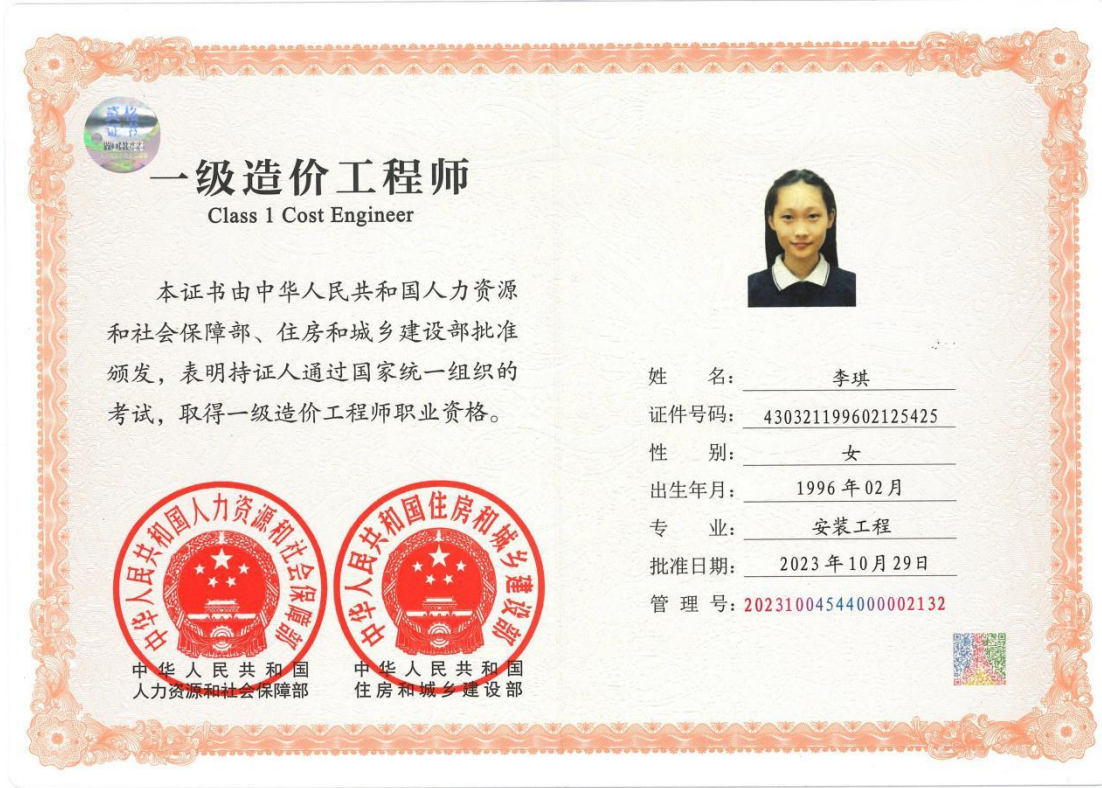 一级造价工程师
Class 1 Cost Engineer
本证书由中华人民共和国人力资源
和社会保障部、住房和城乡建设部批准
颁发，表明持证人通过国家统一组织的
考试，取得一级造价工程师职业资格。
中华人民共和国人力资源和社会保障部
中华人民共和国住房和城乡建设部
中华人民共和国
人力资源和社会保障部
中华人民共和国
住房和城乡建设部
姓 名：李琪
证件号码：430321199602125425
性 别：女
出生年月：1996年02月
专 业：安装工程
批准日期：2023年10月29日
管 理 号：20231004544000002132